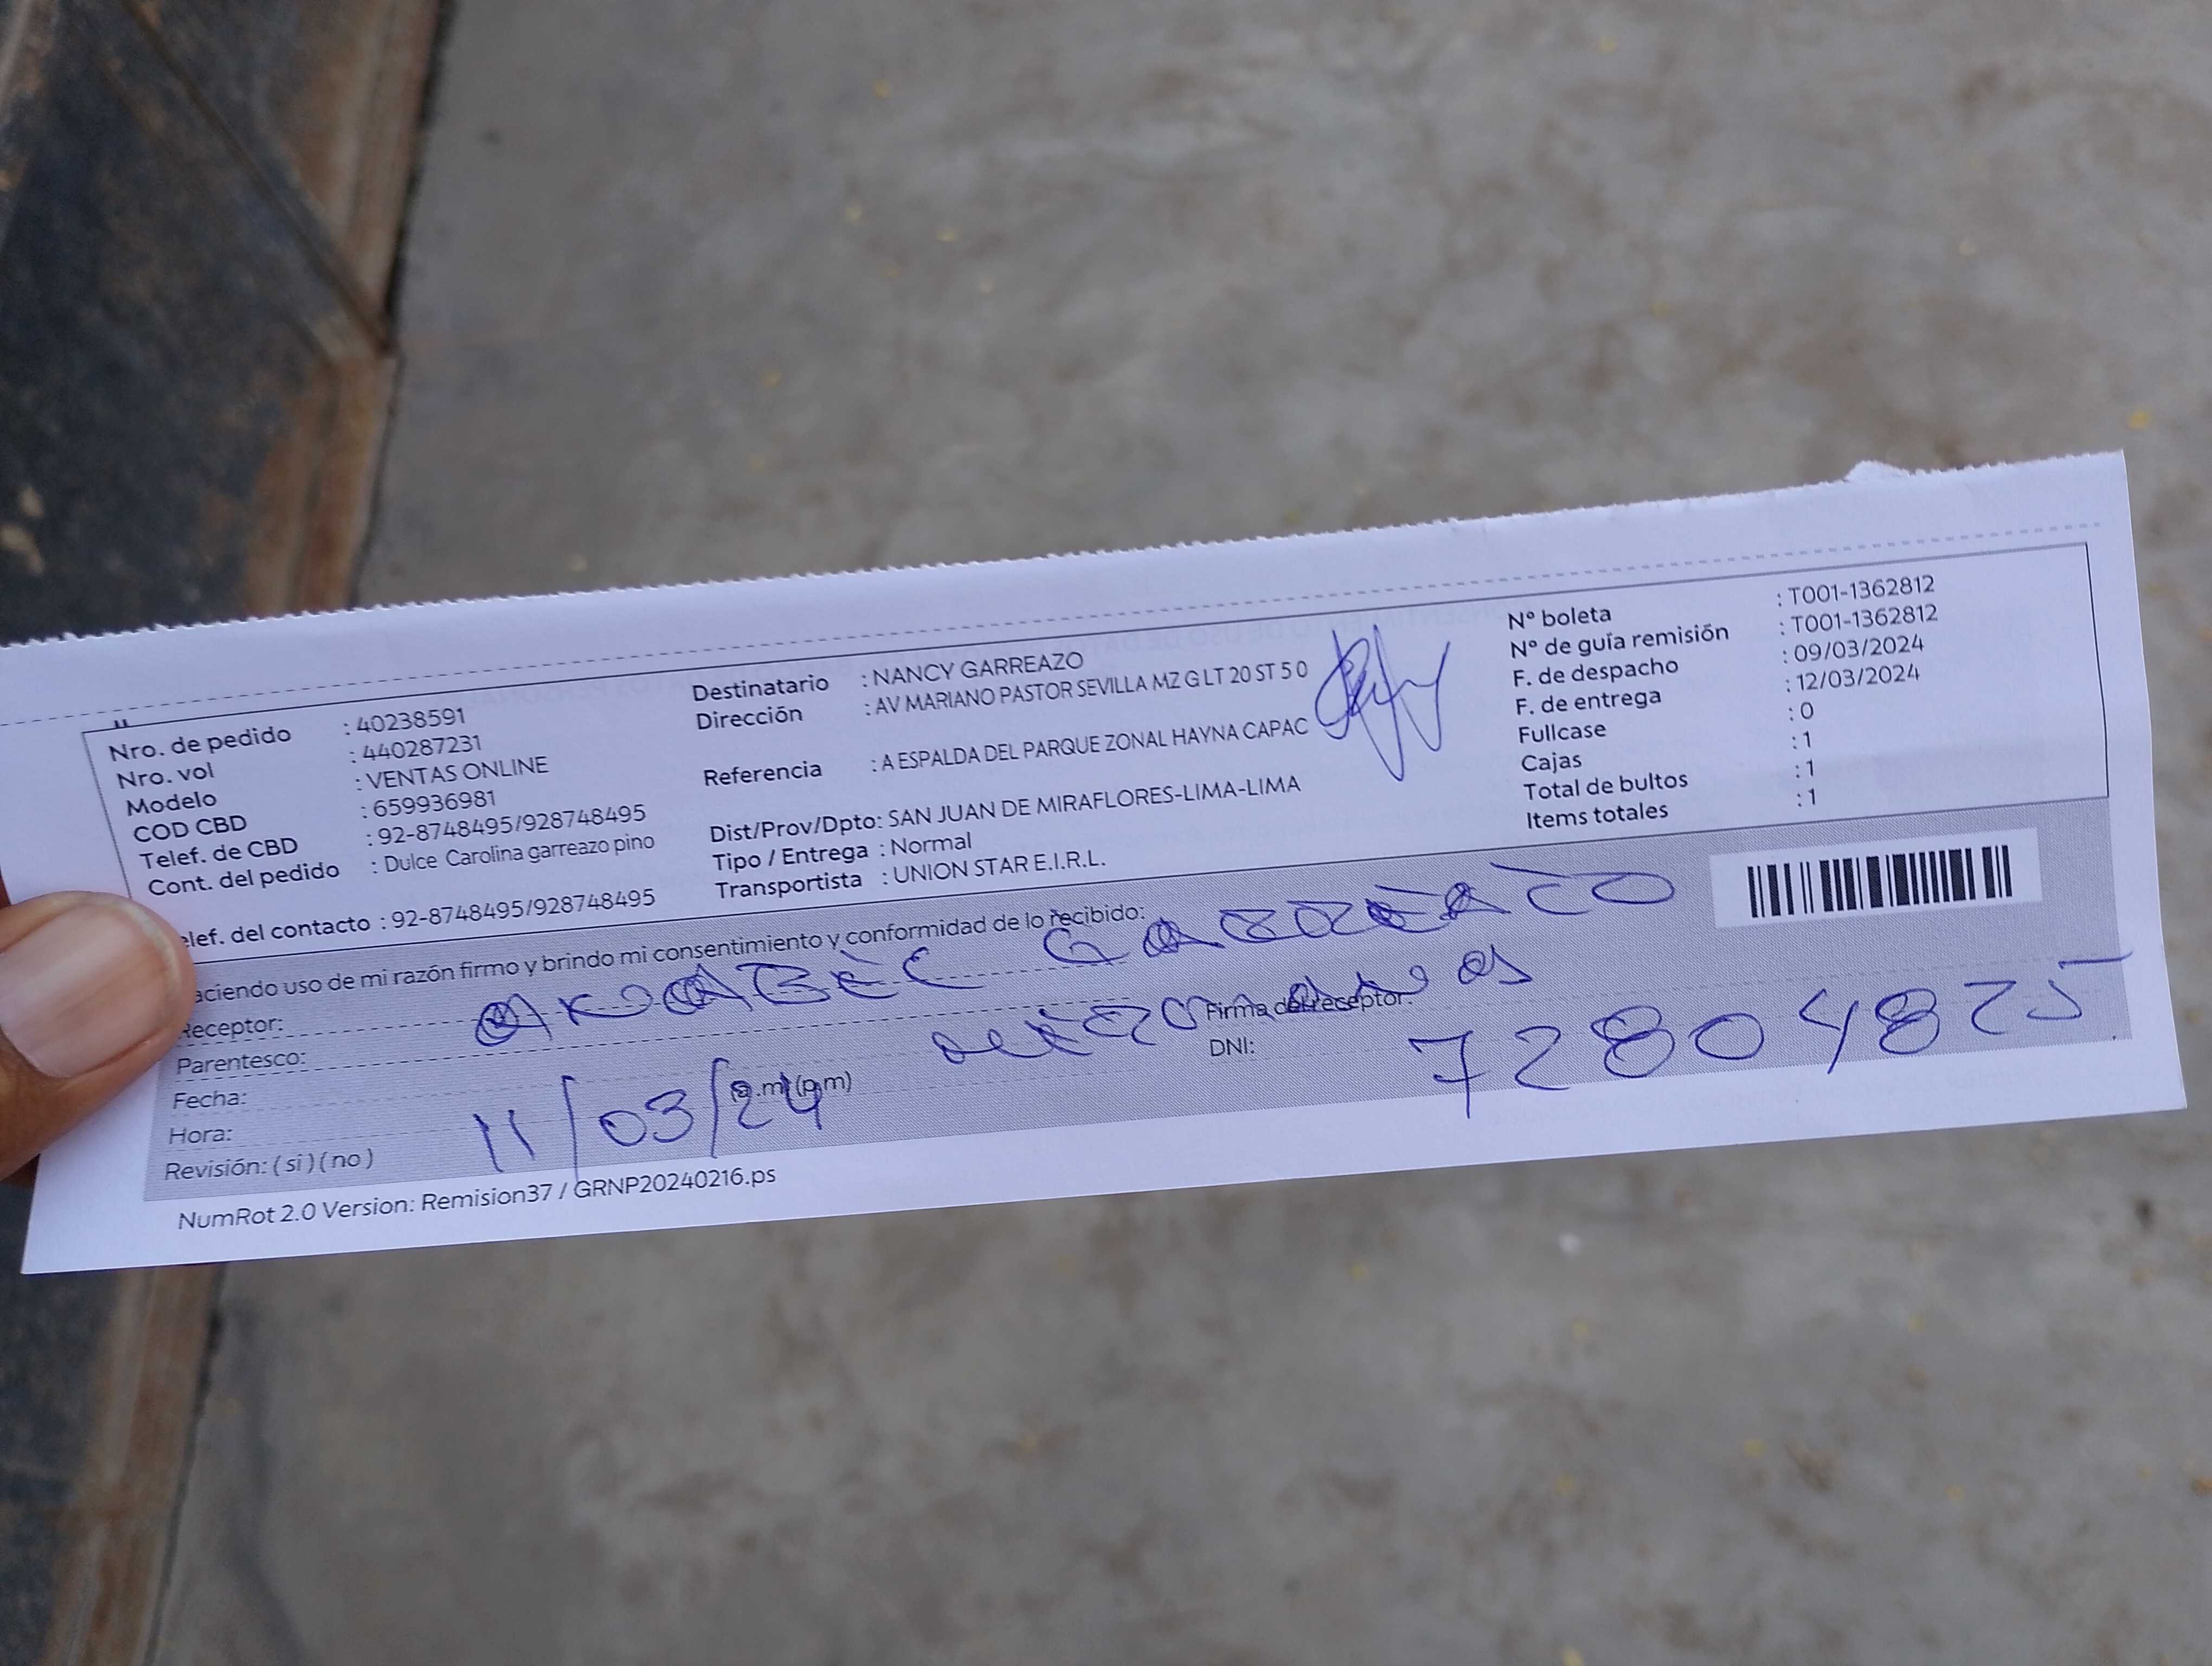 Nro. de pedido : 40238591
Nro. vol : 440287231
Modelo : VENTAS ONLINE
COD CBD : 659936981
Telef. de CBD : 92-8748495/928748495
Cont. del pedido : Dulce Carolina garreazo pino
elef. del contacto : 92-8748495/928748495
Destinatario : NANCY GARREAZO
Dirección : AV MARIANO PASTOR SEVILLA MZ G LT 20 ST 5 0
Referencia : A ESPALDA DEL PARQUE ZONAL HAYNA CAPAC
Dist/Prov/Dpto: SAN JUAN DE MIRAFLORES-LIMA-LIMA
Tipo / Entrega : Normal
Transportista : UNION STAR E.I.R.L.
Nº boleta : T001-1362812
Nº de guía remisión : T001-1362812
F. de despacho : 09/03/2024
F. de entrega : 12/03/2024
Fullcase : 0
Cajas : 1
Total de bultos : 1
Items totales : 1
aciendo uso de mi razón firmo y brindo mi consentimiento y conformidad de lo recibido:
Receptor:
Parentesco:
Firma del receptor:
Fecha: 11/03/24
DNI: 72804825
Hora: (a.m) (p.m)
Revisión: ( si ) ( no )
NumRot 2.0 Version: Remision37 / GRNP20240216.ps